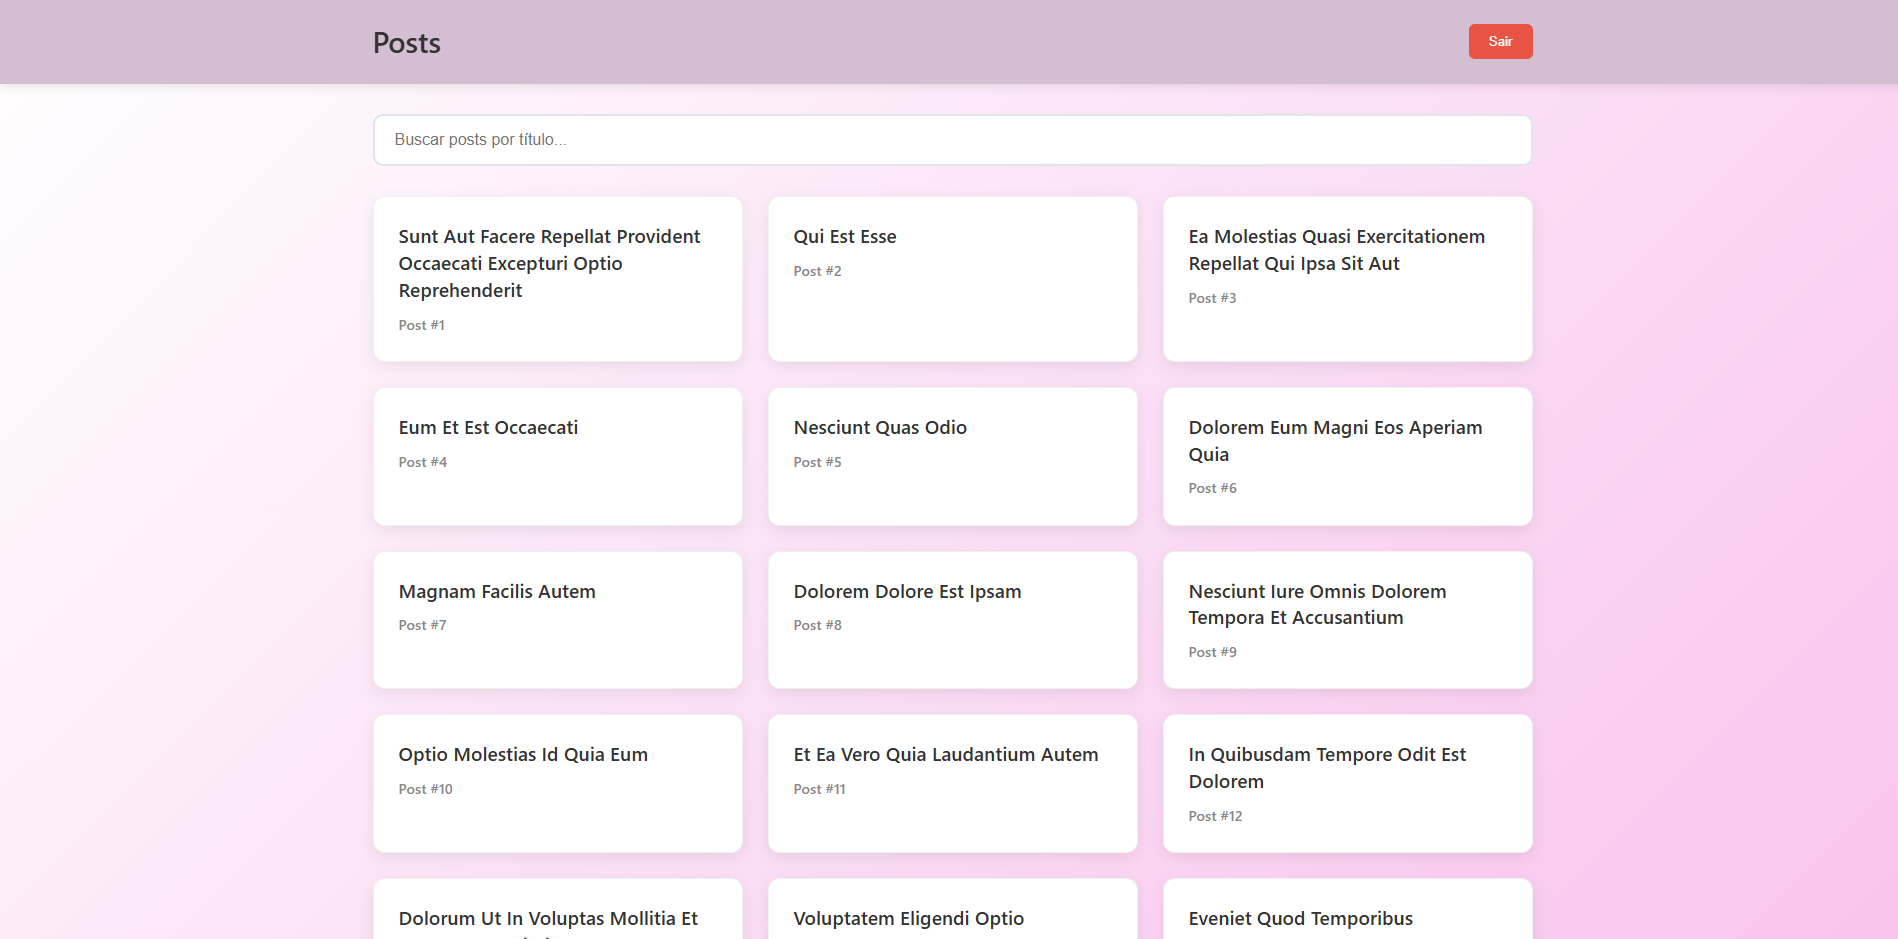 Posts
Sair
Buscar posts por título...
Sunt Aut Facere Repellat Provident
Occaecati Excepturi Optio
Reprehenderit
Post #1
Qui Est Esse
Post #2
Ea Molestias Quasi Exercitationem
Repellat Qui Ipsa Sit Aut
Post #3
Eum Et Est Occaecati
Post #4
Nesciunt Quas Odio
Post #5
Dolorem Eum Magni Eos Aperiam
Quia
Post #6
Magnam Facilis Autem
Post #7
Dolorem Dolore Est Ipsam
Post #8
Nesciunt Iure Omnis Dolorem
Tempora Et Accusantium
Post #9
Optio Molestias Id Quia Eum
Post #10
Et Ea Vero Quia Laudantium Autem
Post #11
In Quibusdam Tempore Odit Est
Dolorem
Post #12
Dolorum Ut In Voluptas Mollitia Et
Voluptatem Eligendi Optio
Eveniet Quod Temporibus